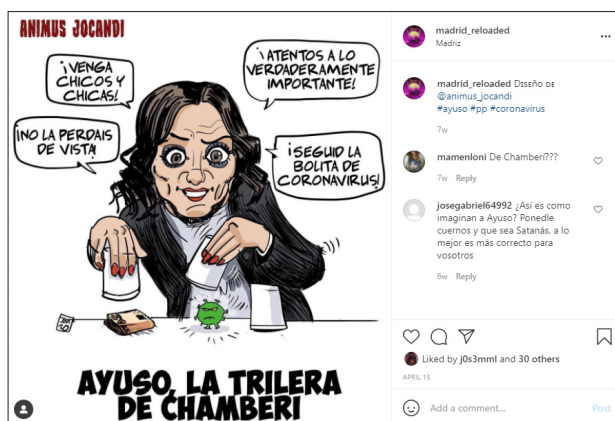 ANIMUS JOCANDI
¡VENGA
CHICOS Y
CHICAS!
¡ATENTOS A LO
VERDADERAMENTE
IMPORTANTE!
¡NO LA PERDAIS
DE VISTA!
¡SEGUID LA
BOLITA DE
CORONAVIRUS!
AYUSO, LA TRILERA
DE CHAMBERI
madrid_reloaded
Madriz
madrid_reloaded DISEÑO DE
@animus_jocandi
#ayuso #pp #coronavirus
7w
mamenloni De Chamberí???
7w Reply
josegabriel64992 ¿Así es como
imaginan a Ayuso? Ponedle
cuernos y que sea Satanás, a lo
mejor es más correcto para
vosotros
6w Reply
Liked by j0s3mml and 30 others
APRIL 15
Add a comment...
Post